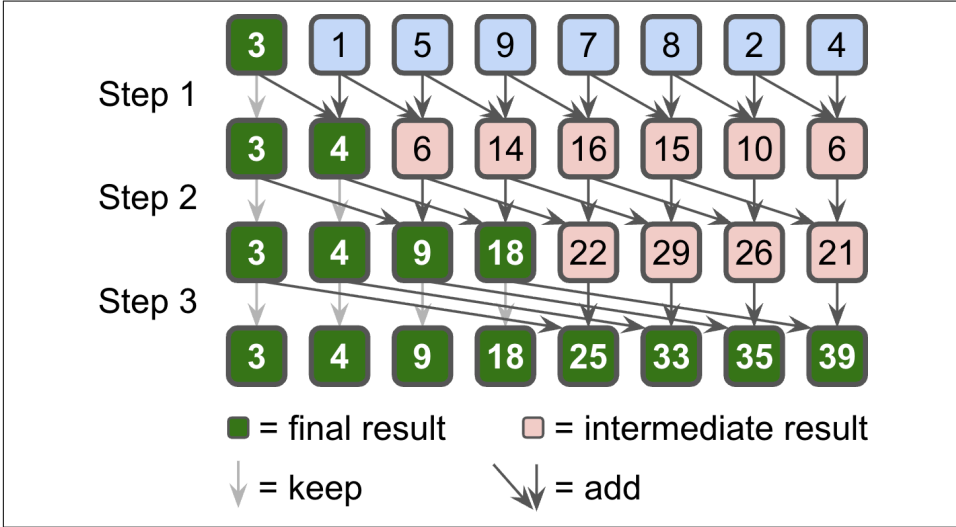 3 1 5 9 7 8 2 4
Step 1
3 4 6 14 16 15 10 6
Step 2
3 4 9 18 22 29 26 21
Step 3
3 4 9 18 25 33 35 39
= final result = intermediate result
= keep = add